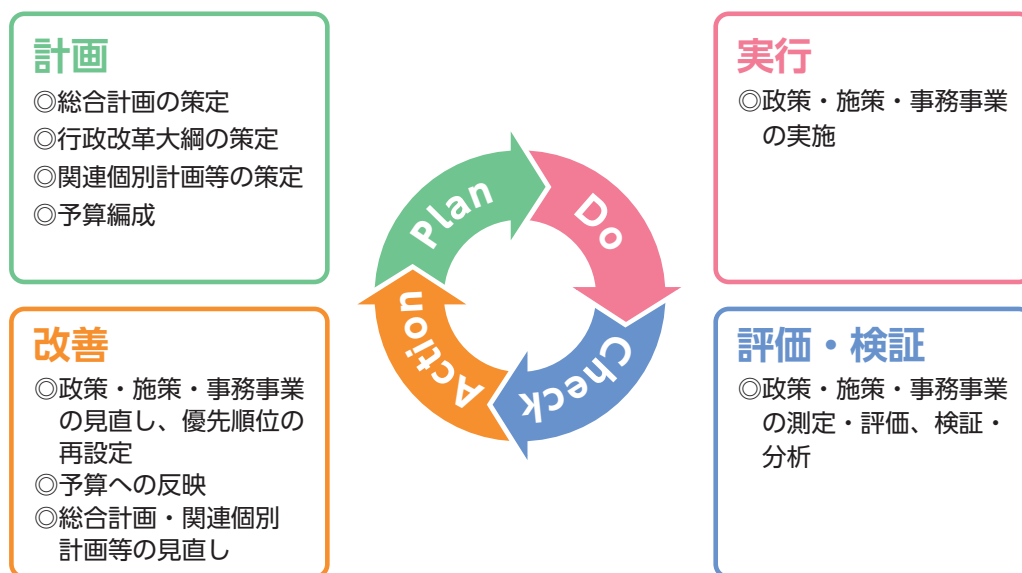 計画
◎総合計画の策定
◎行政改革大綱の策定
◎関連個別計画等の策定
◎予算編成
実行
◎政策・施策・事務事業
の実施
Plan
Do
Check
Action
改善
◎政策・施策・事務事業
の見直し、優先順位の
再設定
◎予算への反映
◎総合計画・関連個別
計画等の見直し
評価・検証
◎政策・施策・事務事業
の測定・評価、検証・
分析